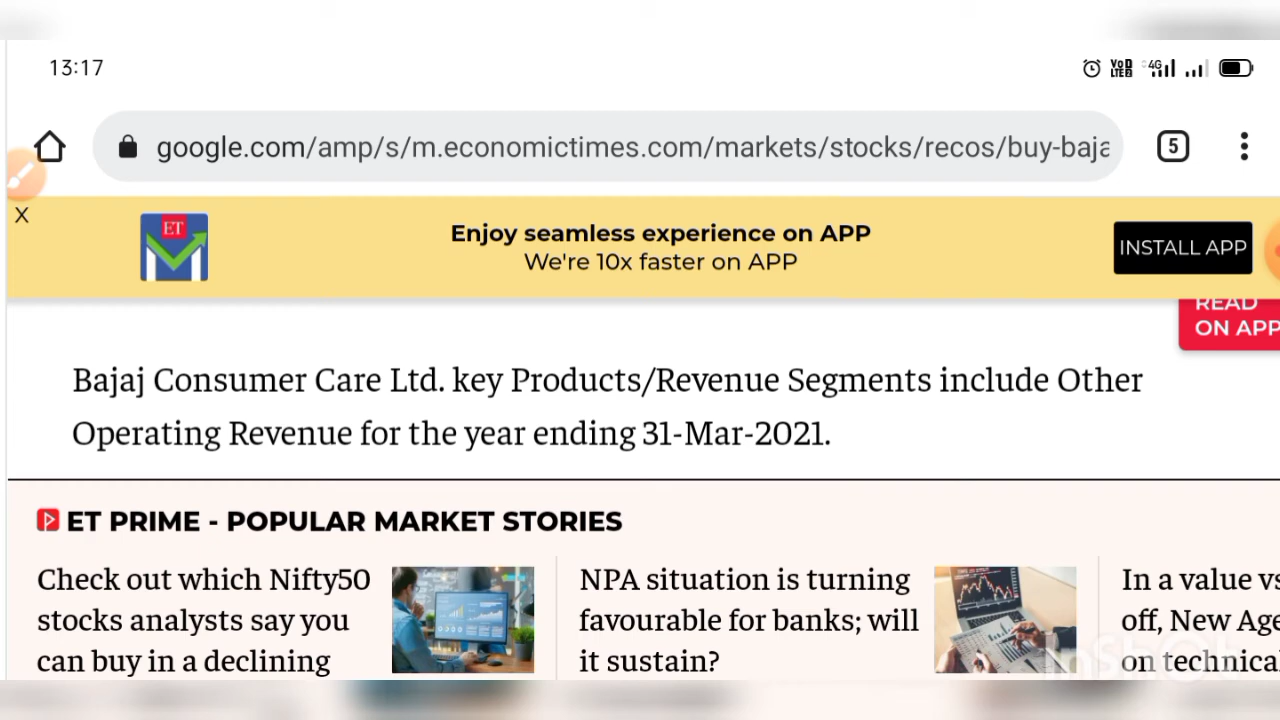 13:17
4G
google.com/amp/s/m.economictimes.com/markets/stocks/recos/buy-baja
5
X
ET
Enjoy seamless experience on APP
We're 10x faster on APP
INSTALL APP
READ
ON APP
Bajaj Consumer Care Ltd. key Products/Revenue Segments include Other
Operating Revenue for the year ending 31-Mar-2021.
ET PRIME - POPULAR MARKET STORIES
Check out which Nifty50
stocks analysts say you
can buy in a declining
NPA situation is turning
favourable for banks; will
it sustain?
In a value vs
off, New Age
on technica
InShOt